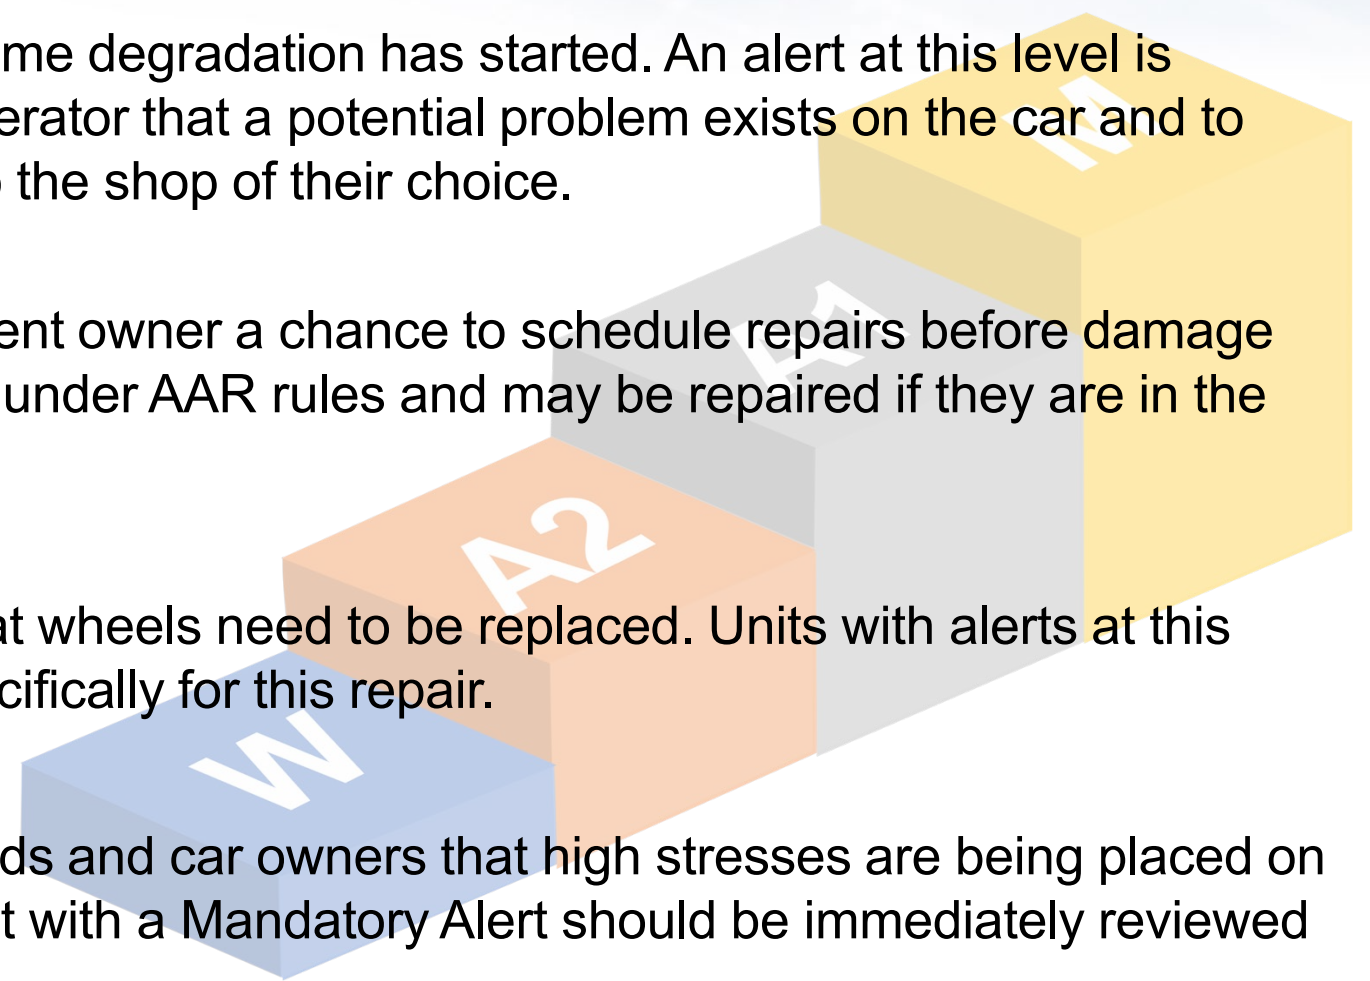 me degradation has started. An alert at this level is
erator that a potential problem exists on the car and to
the shop of their choice.
M
ent owner a chance to schedule repairs before damage
A1
under AAR rules and may be repaired if they are in the
A2
at wheels need to be replaced. Units with alerts at this
cifically for this repair.
W
ds and car owners that high stresses are being placed on
t with a Mandatory Alert should be immediately reviewed